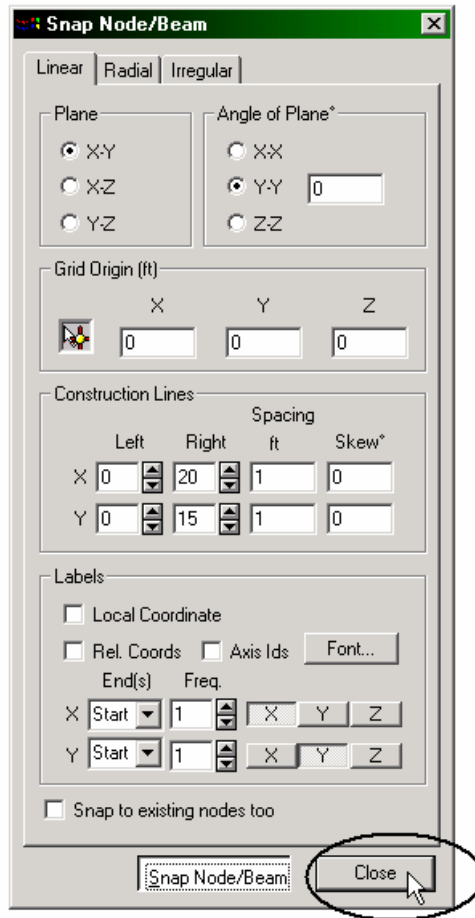 Snap Node/Beam
Linear Radial Irregular
Plane Angle of Plane°
X-Y X-X
X-Z Y-Y 0
Y-Z Z-Z
Grid Origin (ft)
X Y Z
0 0 0
Construction Lines
Spacing
Left Right ft Skew°
X 0 20 1 0
Y 0 15 1 0
Labels
Local Coordinate
Rel. Coords Axis Ids Font...
End(s) Freq.
X Start 1 X Y Z
Y Start 1 X Y Z
Snap to existing nodes too
Snap Node/Beam Close